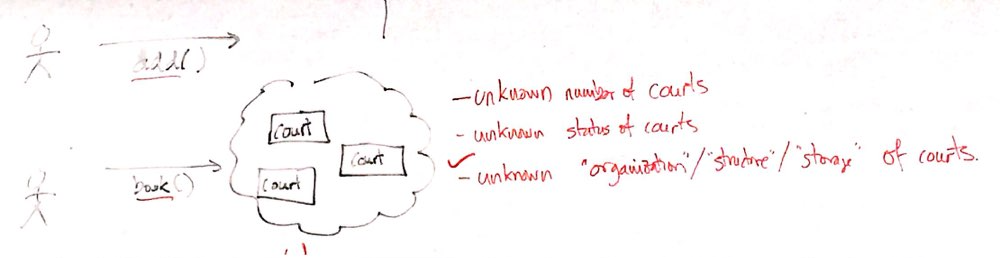 add()
- unknown number of courts
- unknown status of courts
- unknown "organization"/"structure"/"storage" of courts.
court
court
court
book()